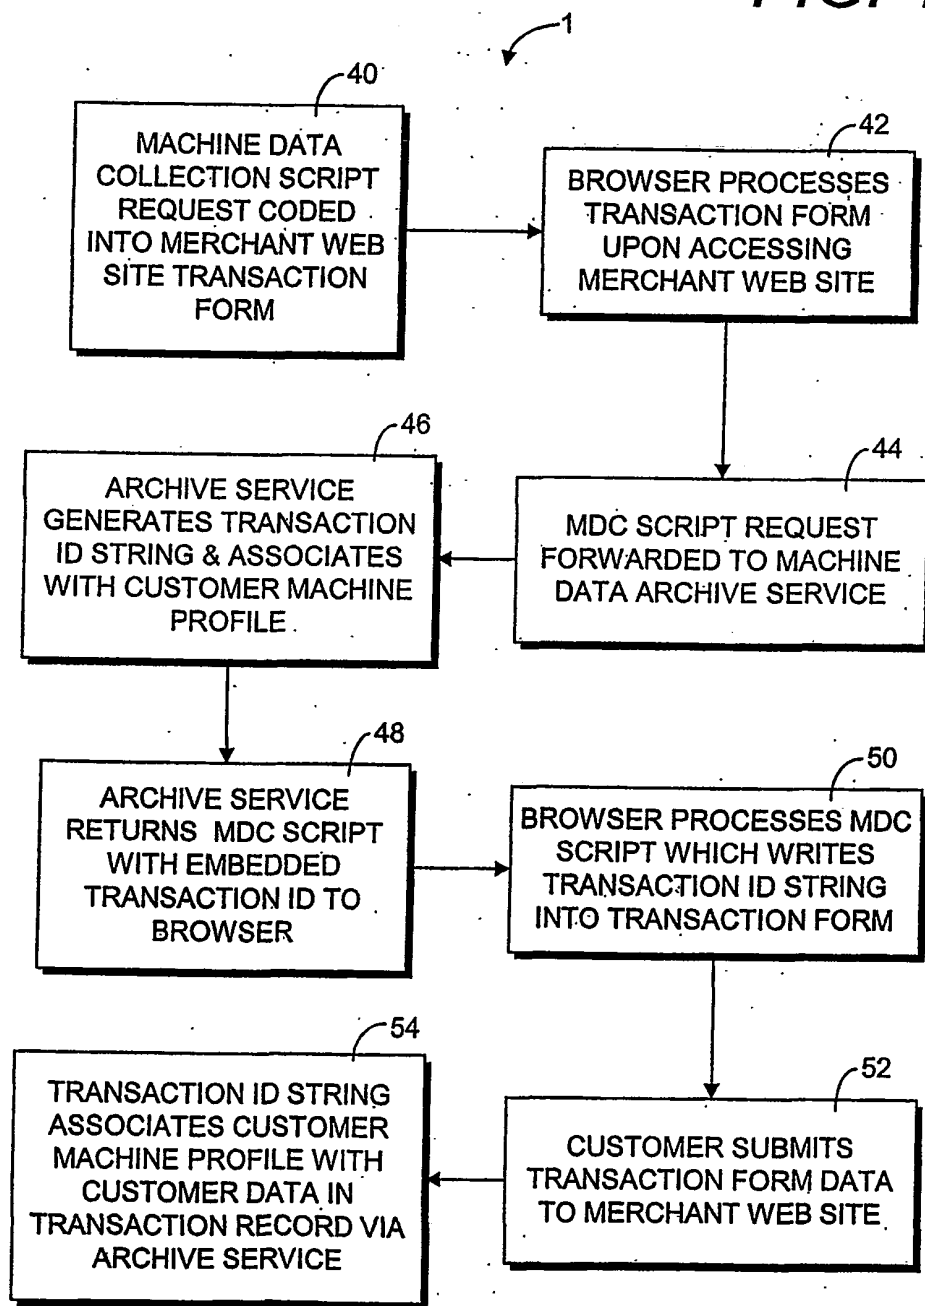 1
40
MACHINE DATA
COLLECTION SCRIPT
REQUEST CODED
INTO MERCHANT WEB
SITE TRANSACTION
FORM
42
BROWSER PROCESSES
TRANSACTION FORM
UPON ACCESSING
MERCHANT WEB SITE
44
MDC SCRIPT REQUEST
FORWARDED TO MACHINE
DATA ARCHIVE SERVICE
46
ARCHIVE SERVICE
GENERATES TRANSACTION
ID STRING & ASSOCIATES
WITH CUSTOMER MACHINE
PROFILE
48
ARCHIVE SERVICE
RETURNS MDC SCRIPT
WITH EMBEDDED
TRANSACTION ID TO
BROWSER
50
BROWSER PROCESSES MDC
SCRIPT WHICH WRITES
TRANSACTION ID STRING
INTO TRANSACTION FORM
52
CUSTOMER SUBMITS
TRANSACTION FORM DATA
TO MERCHANT WEB SITE
54
TRANSACTION ID STRING
ASSOCIATES CUSTOMER
MACHINE PROFILE WITH
CUSTOMER DATA IN
TRANSACTION RECORD VIA
ARCHIVE SERVICE